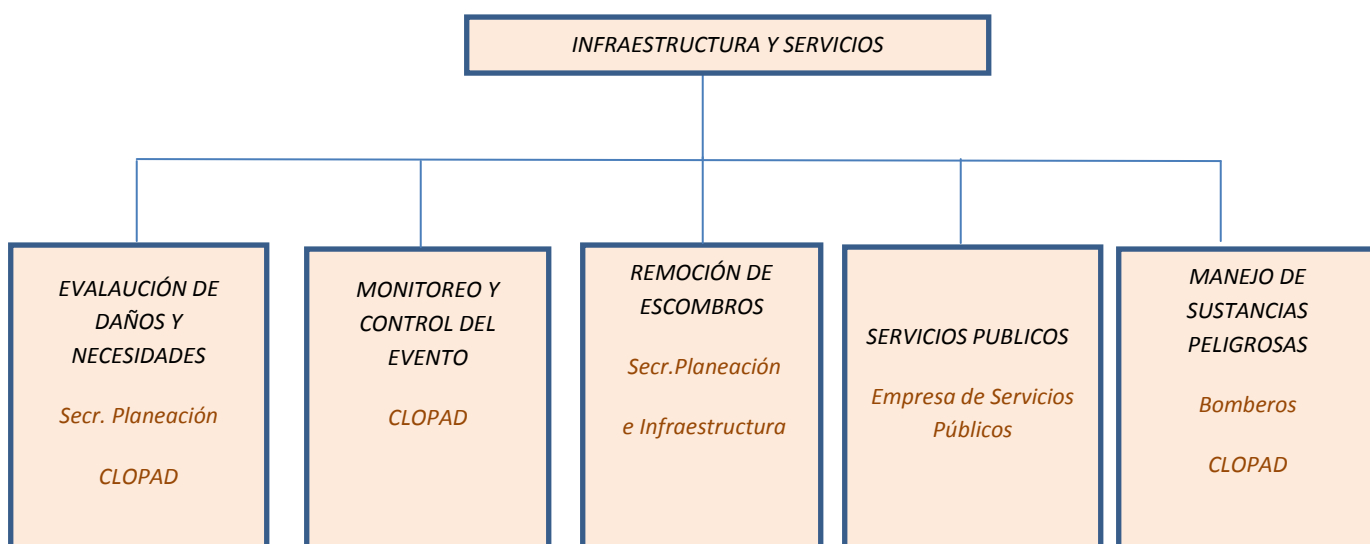 INFRAESTRUCTURA Y SERVICIOS
EVALAUCIÓN DE
DAÑOS Y
NECESIDADES
Secr. Planeación
CLOPAD
MONITOREO Y
CONTROL DEL
EVENTO
CLOPAD
REMOCIÓN DE
ESCOMBROS
Secr.Planeación
e Infraestructura
SERVICIOS PUBLICOS
Empresa de Servicios
Públicos
MANEJO DE
SUSTANCIAS
PELIGROSAS
Bomberos
CLOPAD